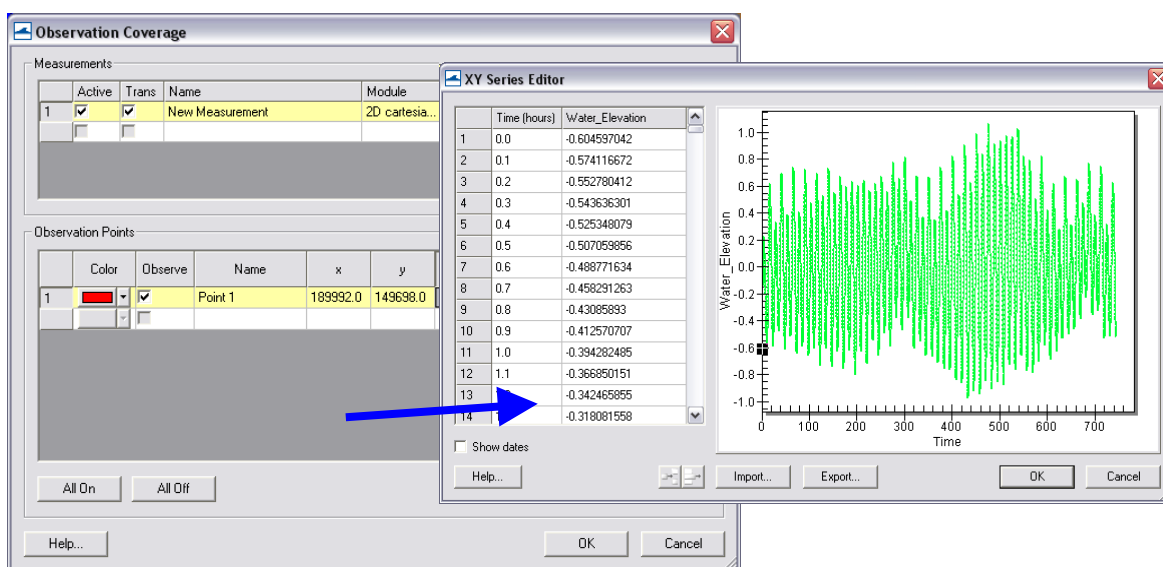 Observation Coverage
Measurements
Active Trans Name Module
1 New Measurement 2D cartesia...
Observation Points
Color Observe Name x y
1 Point 1 189992.0 149698.0
All On All Off
Help... OK Cancel
XY Series Editor
Time (hours) Water_Elevation
1 0.0 -0.604597042
2 0.1 -0.574116672
3 0.2 -0.552780412
4 0.3 -0.543636301
5 0.4 -0.525348079
6 0.5 -0.507059856
7 0.6 -0.488771634
8 0.7 -0.458291263
9 0.8 -0.43085893
10 0.9 -0.412570707
11 1.0 -0.394282485
12 1.1 -0.366850151
13 -0.342465855
14 -0.318081558
Show dates
Help... Import... Export... OK Cancel
Water_Elevation
1.0
0.8
0.6
0.4
0.2
0.0
-0.2
-0.4
-0.6
-0.8
-1.0
0 100 200 300 400 500 600 700
Time